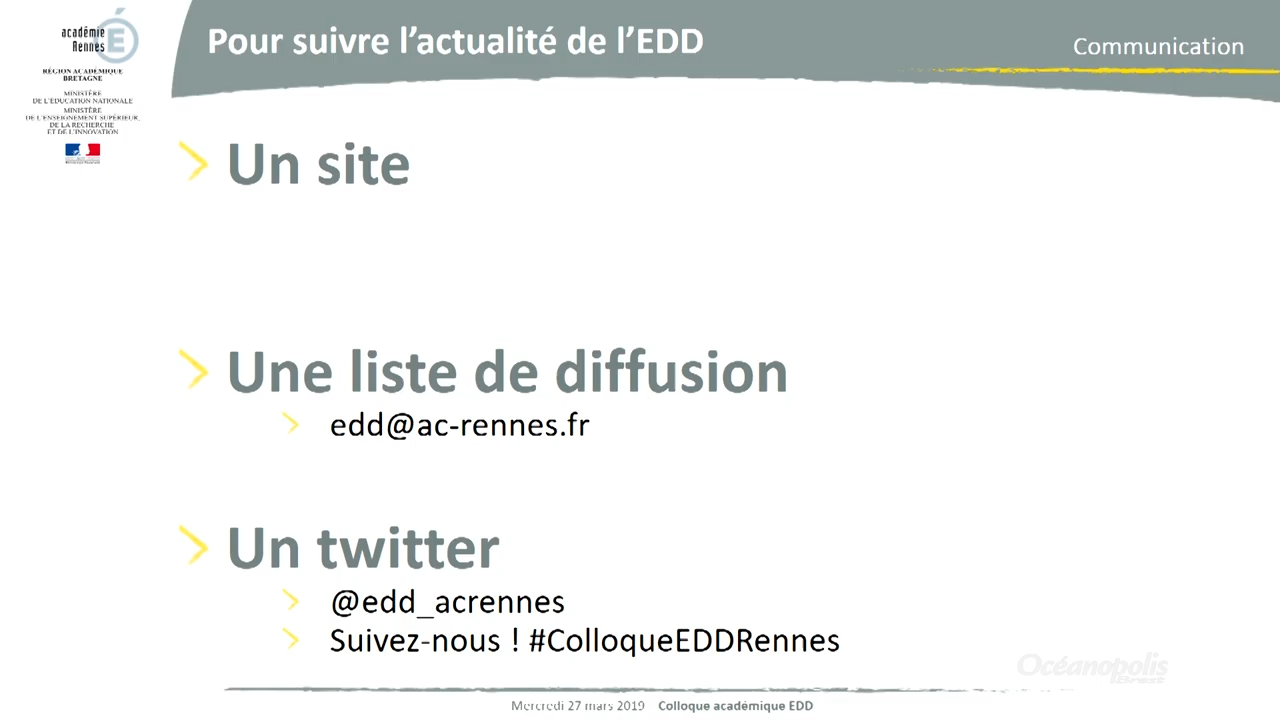 académie
Rennes
RÉGION ACADÉMIQUE
BRETAGNE
MINISTÈRE
DE L'ÉDUCATION NATIONALE
MINISTÈRE
DE L'ENSEIGNEMENT SUPÉRIEUR,
DE LA RECHERCHE
ET DE L'INNOVATION
Pour suivre l'actualité de l'EDD
Communication
Un site
Une liste de diffusion
edd@ac-rennes.fr
Un twitter
@edd_acrennes
Suivez-nous ! #ColloqueEDDRennes
Océanopolis
Brest
Mercredi 27 mars 2019 Colloque académique EDD